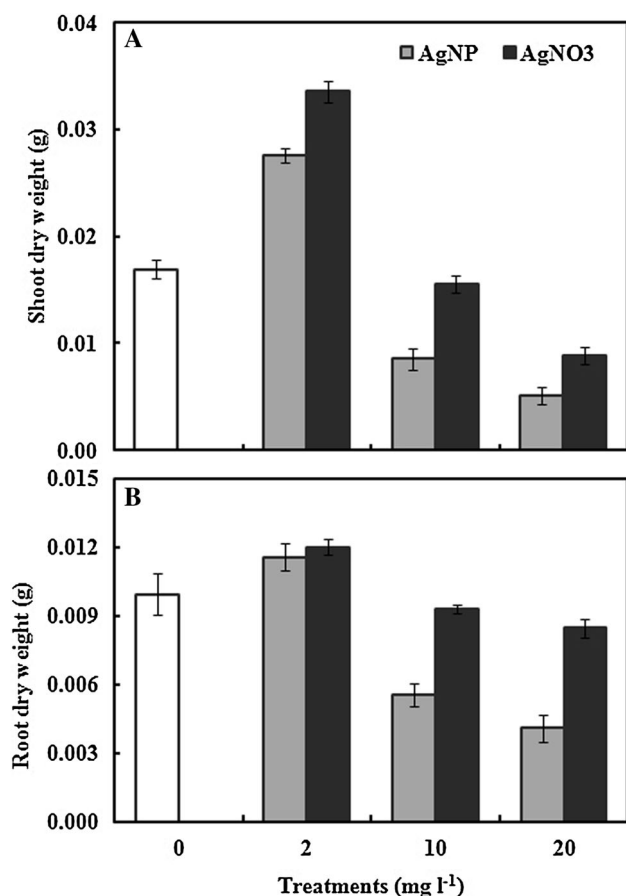 A
AgNP AgNO3
Shoot dry weight (g)
0.04
0.03
0.02
0.01
0.00
B
Root dry weight (g)
0.015
0.012
0.009
0.006
0.003
0.000
0 2 10 20
Treatments (mg l⁻¹)